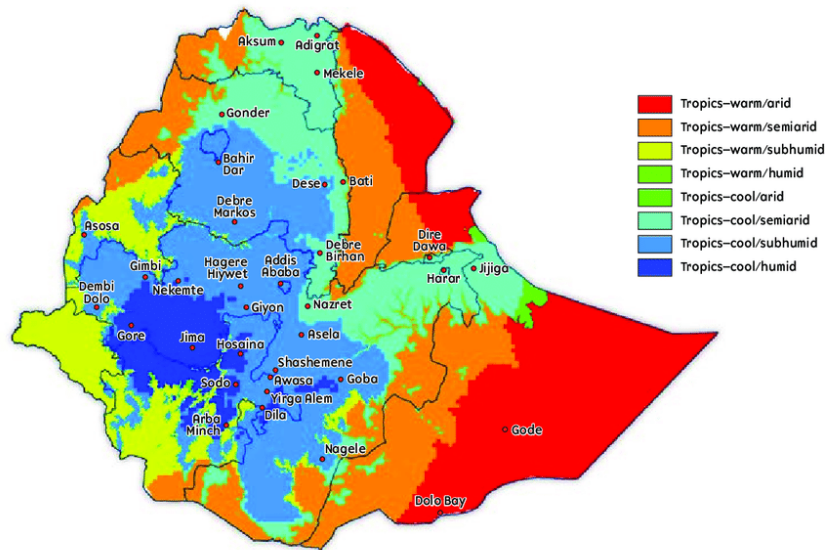 Aksum
Adigrat
Mekele
Gonder
Bahir
Dar
Dese
Bati
Debre
Markos
Asosa
Debre
Birhan
Dire
Dawa
Gimbi
Hagere
Hiywet
Addis
Ababa
Harar
Jijiga
Dembi
Dolo
Nekemte
Giyon
Nazret
Gore
Jima
Hosaina
Asela
Shashemene
Sodo
Awasa
Goba
Yirga Alem
Dila
Arba
Minch
Gode
Nagele
Dolo Bay
Tropics–warm/arid
Tropics–warm/semiarid
Tropics–warm/subhumid
Tropics–warm/humid
Tropics–cool/arid
Tropics–cool/semiarid
Tropics–cool/subhumid
Tropics–cool/humid